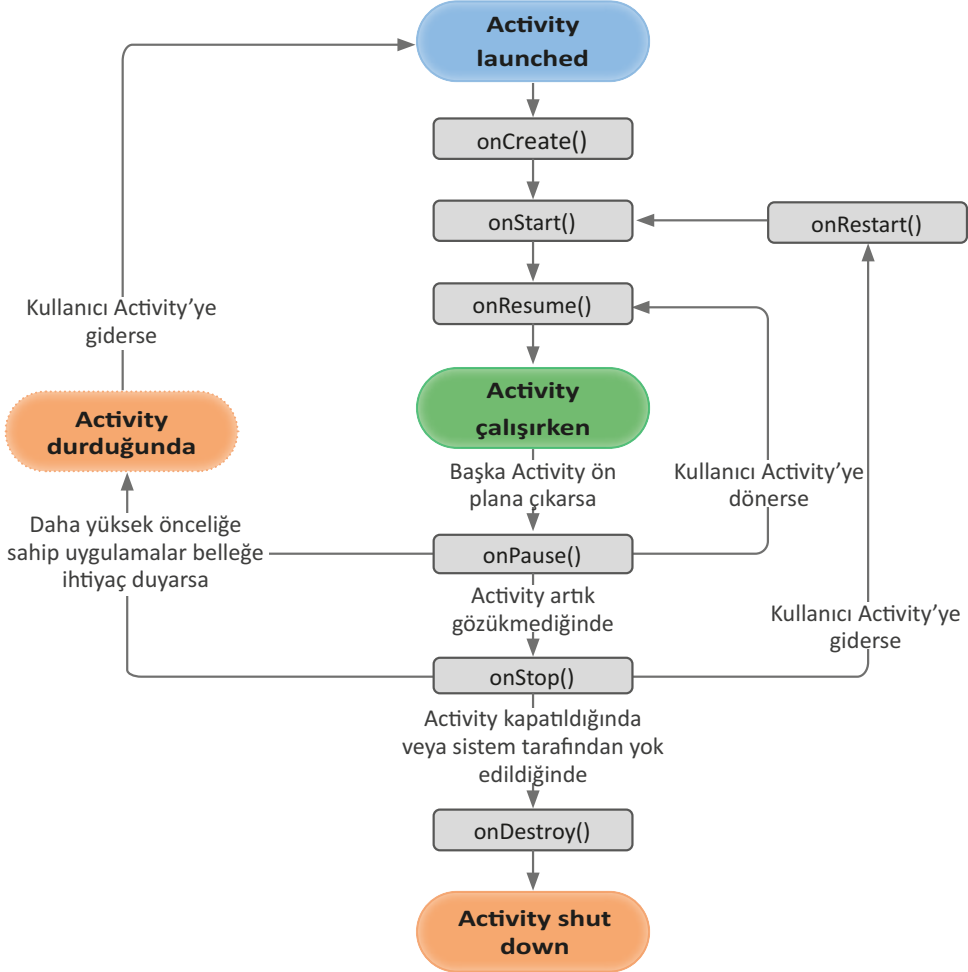 Activity
launched
onCreate()
onStart()
onRestart()
onResume()
Kullanıcı Activity’ye
giderse
Activity
çalışırken
Activity
durduğunda
Başka Activity ön
plana çıkarsa
Kullanıcı Activity’ye
dönerse
Daha yüksek önceliğe
sahip uygulamalar belleğe
ihtiyaç duyarsa
onPause()
Activity artık
gözükmediğinde
Kullanıcı Activity’ye
giderse
onStop()
Activity kapatıldığında
veya sistem tarafından yok
edildiğinde
onDestroy()
Activity shut
down